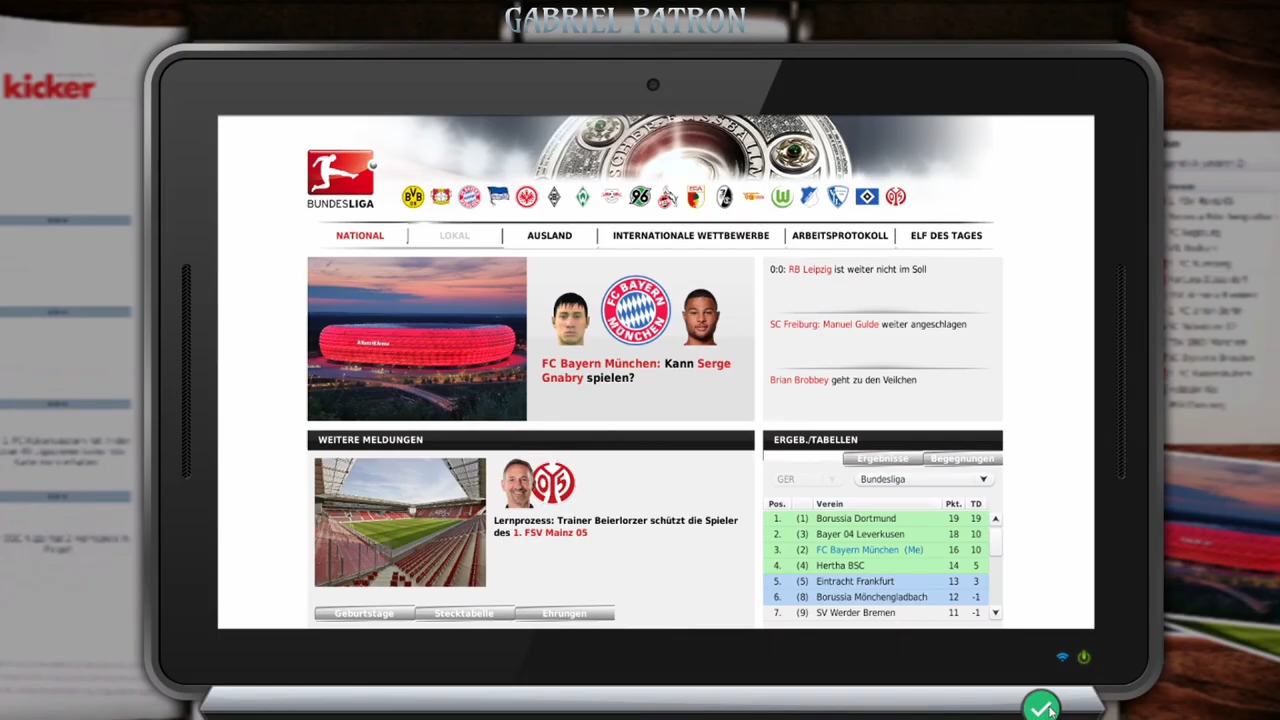 GABRIEL PATRON
kicker
BUNDESLIGA
NATIONAL
LOKAL
AUSLAND
INTERNATIONALE WETTBEWERBE
ARBEITSPROTOKOLL
ELF DES TAGES
FC Bayern München: Kann Serge
Gnabry spielen?
0:0: RB Leipzig ist weiter nicht im Soll
SC Freiburg: Manuel Gulde weiter angeschlagen
Brian Brobbey geht zu den Veilchen
WEITERE MELDUNGEN
Lernprozess: Trainer Beierlorzer schützt die Spieler
des 1. FSV Mainz 05
Geburtstage
Stecktabelle
Ehrungen
ERGEB./TABELLEN
Ergebnisse
Begegnungen
GER
Bundesliga
Pos. Verein Pkt. TD
1. (1) Borussia Dortmund 19 19
2. (3) Bayer 04 Leverkusen 18 10
3. (2) FC Bayern München (Me) 16 10
4. (4) Hertha BSC 14 5
5. (5) Eintracht Frankfurt 13 3
6. (8) Borussia Mönchengladbach 12 -1
7. (9) SV Werder Bremen 11 -1